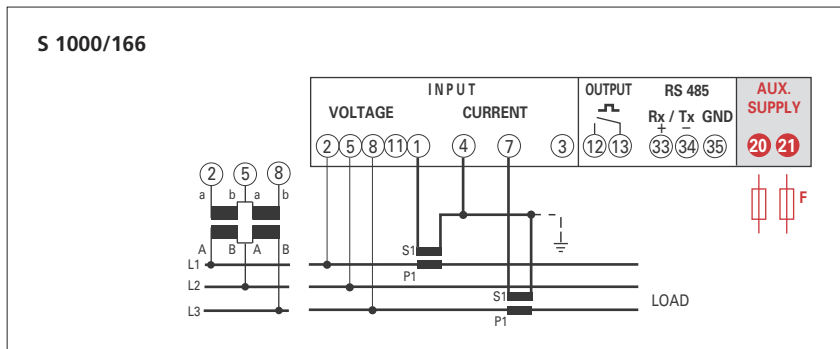 S 1000/166
INPUT
OUTPUT
RS 485
AUX.
SUPPLY
VOLTAGE
CURRENT
Rx / Tx GND
+ −
2 5 8 11 1 4 7 3 12 13 33 34 35 20 21
2 5 8
a b a b
F
A B A B
S1
L1
P1
L2
S1
LOAD
L3
P1